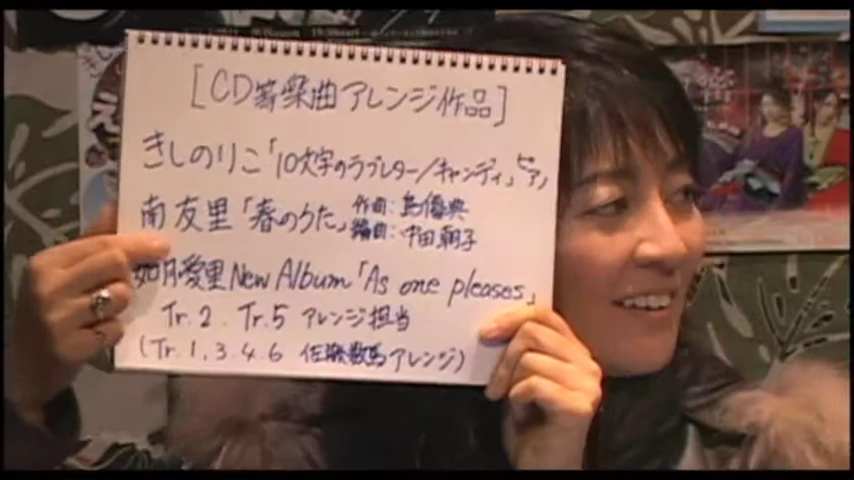 [CD寄楽曲アレンジ作品]
きしのりこ「10文字のラブレター/キャンディ」ピアノ
南友里「春のうた」作曲:島優典
編曲:中田朝子
如月愛里 New Album「As one pleases」
Tr.2. Tr.5 アレンジ担当
(Tr.1.3.4.6 佐藤数馬アレンジ)